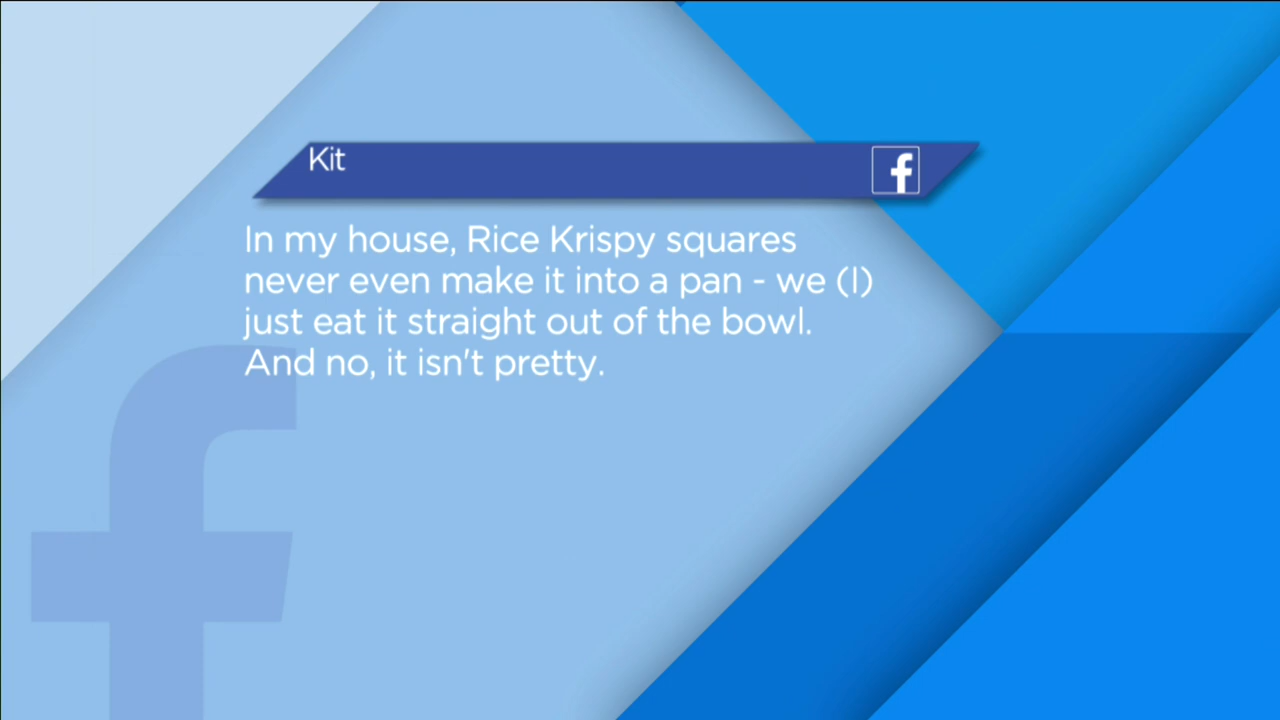 Kit
In my house, Rice Krispy squares
never even make it into a pan - we (I)
just eat it straight out of the bowl.
And no, it isn't pretty.